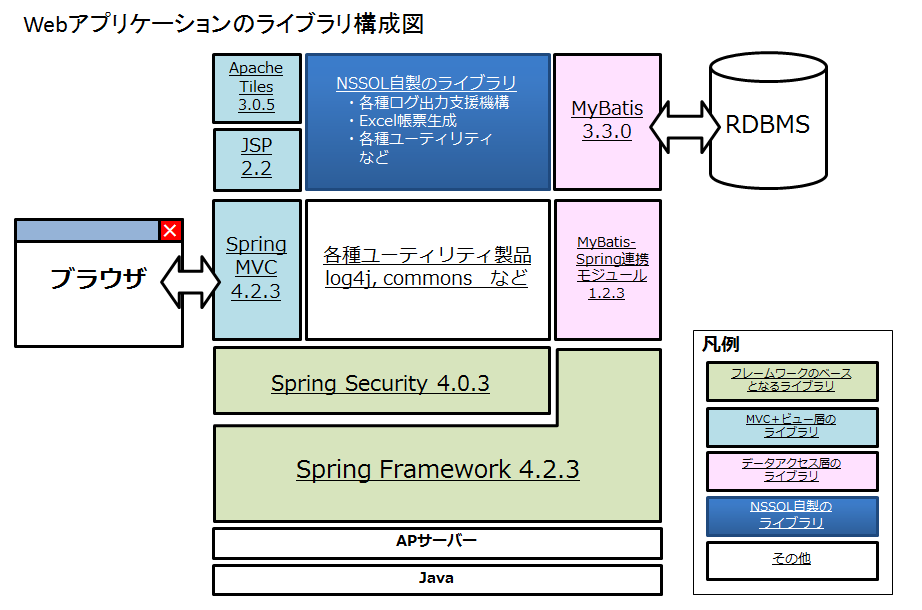 Webアプリケーションのライブラリ構成図
Apache
Tiles
3.0.5
JSP
2.2
NSSOL自製のライブラリ
・各種ログ出力支援機構
・Excel帳票生成
・各種ユーティリティ
など
MyBatis
3.3.0
RDBMS
ブラウザ
Spring
MVC
4.2.3
各種ユーティリティ製品
log4j, commons など
MyBatis-
Spring連携
モジュール
1.2.3
Spring Security 4.0.3
Spring Framework 4.2.3
APサーバー
Java
凡例
フレームワークのベース
となるライブラリ
MVC+ビュー層の
ライブラリ
データアクセス層の
ライブラリ
NSSOL自製の
ライブラリ
その他